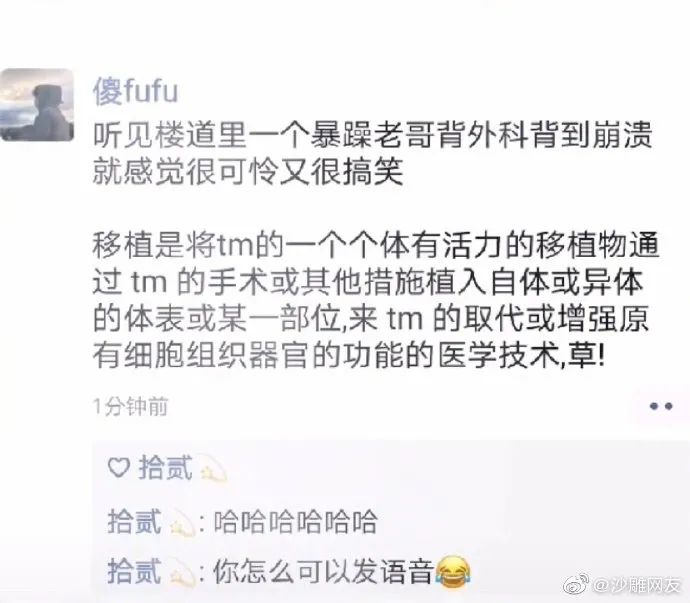 傻fufu
听见楼道里一个暴躁老哥背外科背到崩溃
就感觉很可怜又很搞笑
移植是将tm的一个个体有活力的移植物通
过 tm 的手术或其他措施植入自体或异体
的体表或某一部位,来 tm 的取代或增强原
有细胞组织器官的功能的医学技术,草!
1分钟前
拾贰💫
拾贰💫: 哈哈哈哈哈哈
拾贰💫: 你怎么可以发语音😂
@沙雕网友